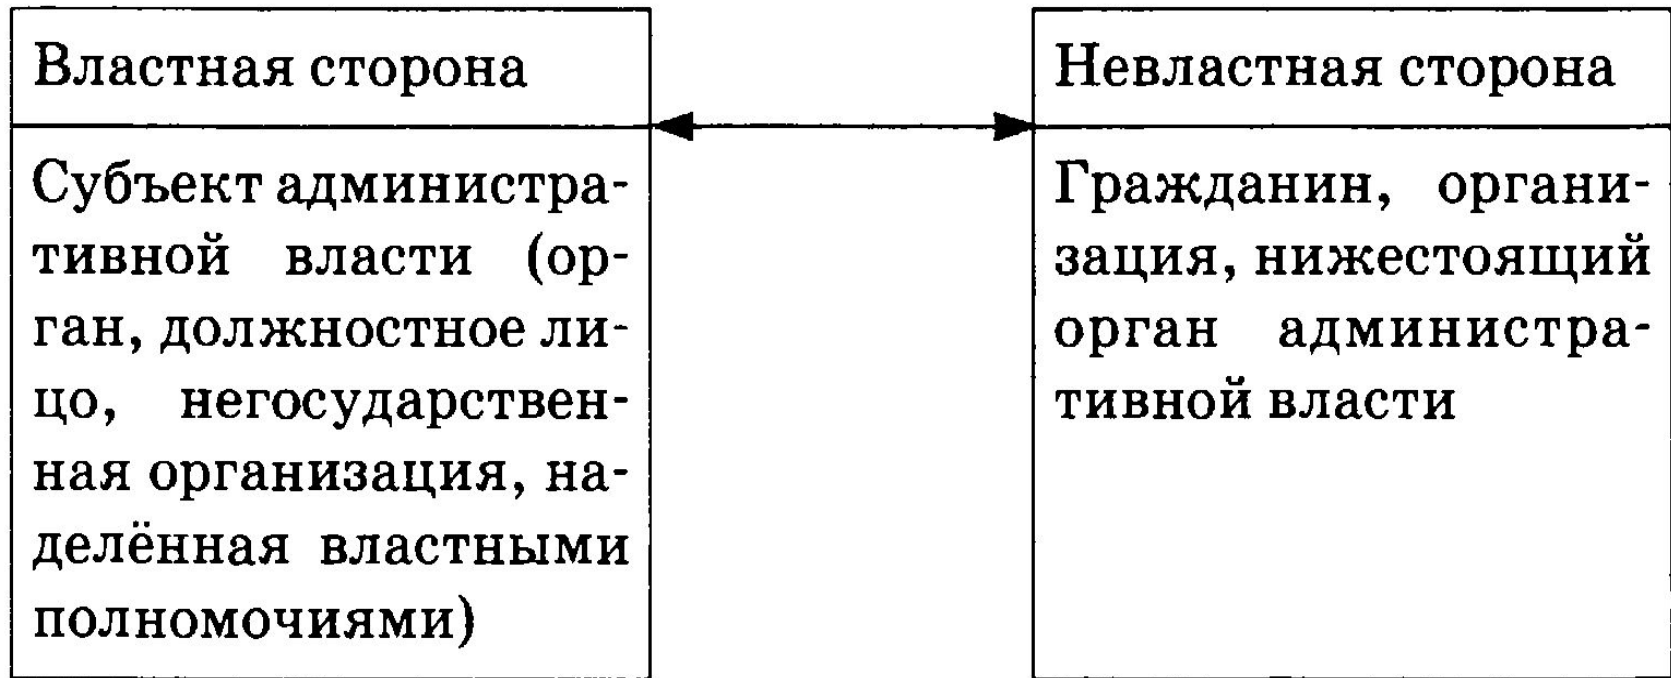 Властная сторона
Субъект администра-
тивной власти (ор-
ган, должностное ли-
цо, негосударствен-
ная организация, на-
делённая властными
полномочиями)
Невластная сторона
Гражданин, органи-
зация, нижестоящий
орган администра-
тивной власти